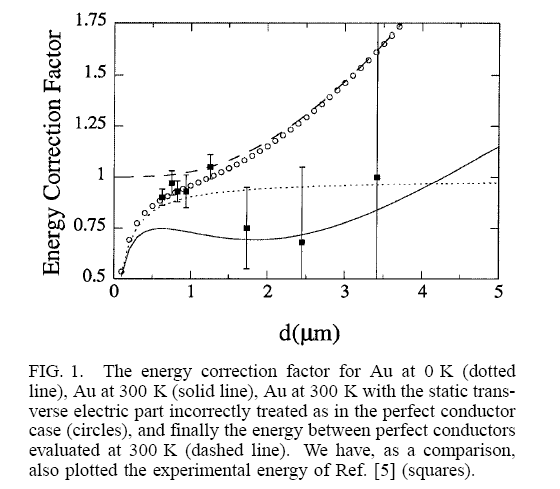 1.75
1.5
1.25
1
0.75
0.5
Energy Correction Factor
0 1 2 3 4 5
d(μm)
FIG. 1. The energy correction factor for Au at 0 K (dotted
line), Au at 300 K (solid line), Au at 300 K with the static trans-
verse electric part incorrectly treated as in the perfect conductor
case (circles), and finally the energy between perfect conductors
evaluated at 300 K (dashed line). We have, as a comparison,
also plotted the experimental energy of Ref. [5] (squares).